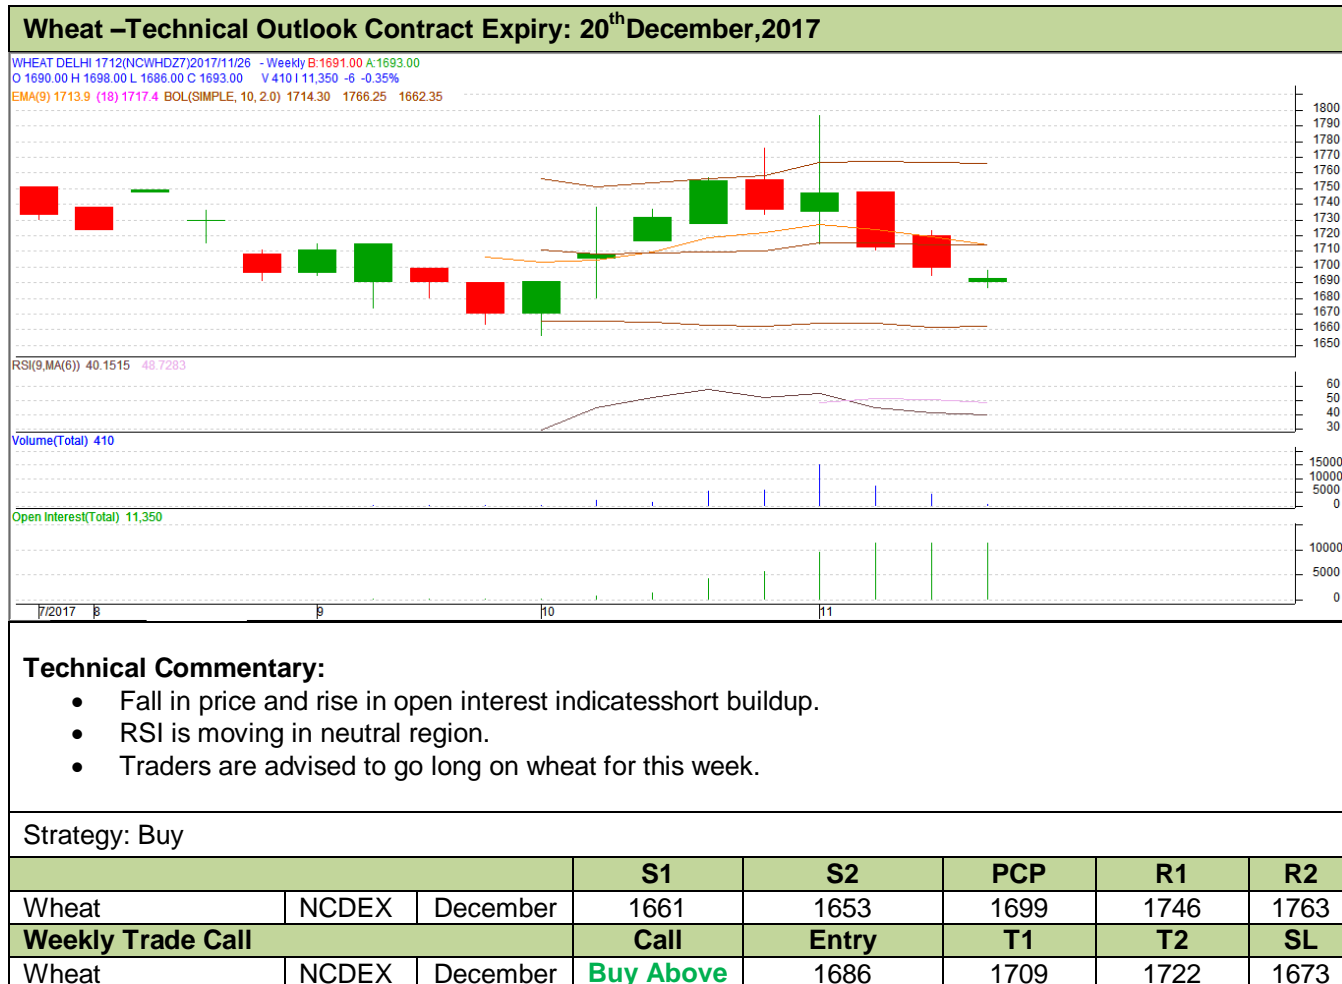 Wheat –Technical Outlook Contract Expiry: 20thDecember,2017
WHEAT DELHI 1712(NCWHDZ7)2017/11/26 - Weekly B:1691.00 A:1693.00
O 1690.00 H 1698.00 L 1686.00 C 1693.00 V 410 I 11,350 -6 -0.35%
EMA(9) 1713.9 (18) 1717.4 BOL(SIMPLE, 10, 2.0) 1714.30 1766.25 1662.35
1800
1790
1780
1770
1760
1750
1740
1730
1720
1710
1700
1690
1680
1670
1660
1650
RSI(9,MA(6)) 40.1515 48.7283
60
50
40
30
Volume(Total) 410
15000
10000
5000
0
Open Interest(Total) 11,350
10000
5000
0
7/2017 8 9 10 11
Technical Commentary:
• Fall in price and rise in open interest indicatesshort buildup.
• RSI is moving in neutral region.
• Traders are advised to go long on wheat for this week.
Strategy: Buy
S1 S2 PCP R1 R2
Wheat NCDEX December 1661 1653 1699 1746 1763
Weekly Trade Call Call Entry T1 T2 SL
Wheat NCDEX December Buy Above 1686 1709 1722 1673